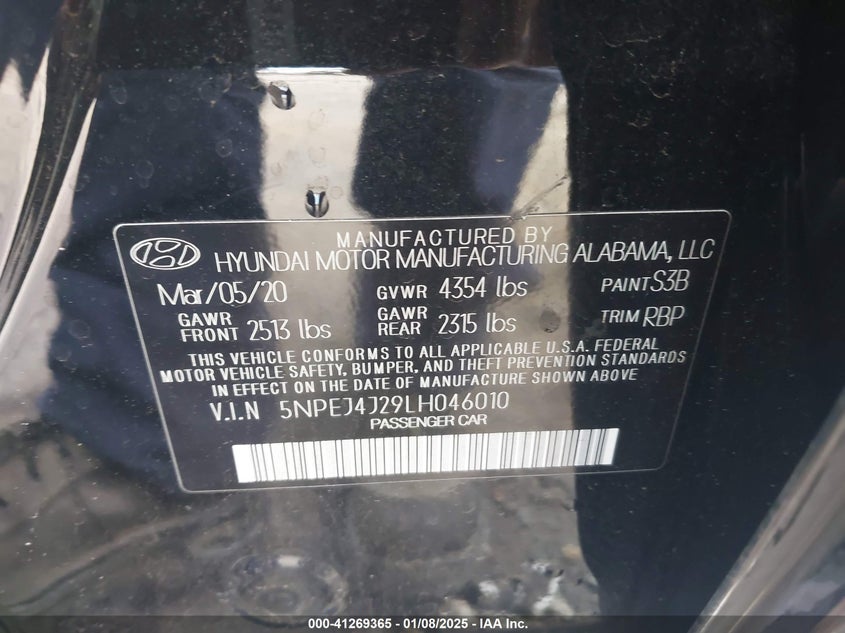 MANUFACTURED BY
HYUNDAI MOTOR MANUFACTURING ALABAMA, LLC
Mar/05/20 GVWR 4354 lbs PAINT S3B
GAWR FRONT 2513 lbs GAWR REAR 2315 lbs TRIM RBP
THIS VEHICLE CONFORMS TO ALL APPLICABLE U.S.A. FEDERAL
MOTOR VEHICLE SAFETY, BUMPER, AND THEFT PREVENTION STANDARDS
IN EFFECT ON THE DATE OF MANUFACTURE SHOWN ABOVE
V.I.N 5NPEJ4J29LH046010
PASSENGER CAR
000-41269365 - 01/08/2025 - © IAA Inc.